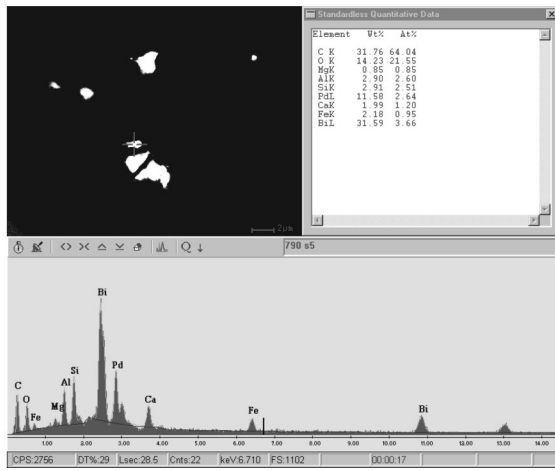 Standardless Quantitative Data
Element Wt% At%
C K 31.76 64.04
O K 14.23 21.55
MgK 0.85 0.85
AlK 2.90 2.60
SiK 2.91 2.51
PdL 11.58 2.64
CaK 1.99 1.20
FeK 2.18 0.95
BiL 31.59 3.66
2µm
790 s5
Bi
Pd
Si
Al
C
O
Fe
Mg
Ca
Fe
Bi
1.00 2.00 3.00 4.00 5.00 6.00 7.00 8.00 9.00 10.00 11.00 12.00 13.00 14.00
CPS:2756 DT%:29 Lsec:28.5 Cnts:22 keV:6.710 FS:1102 00:00:17